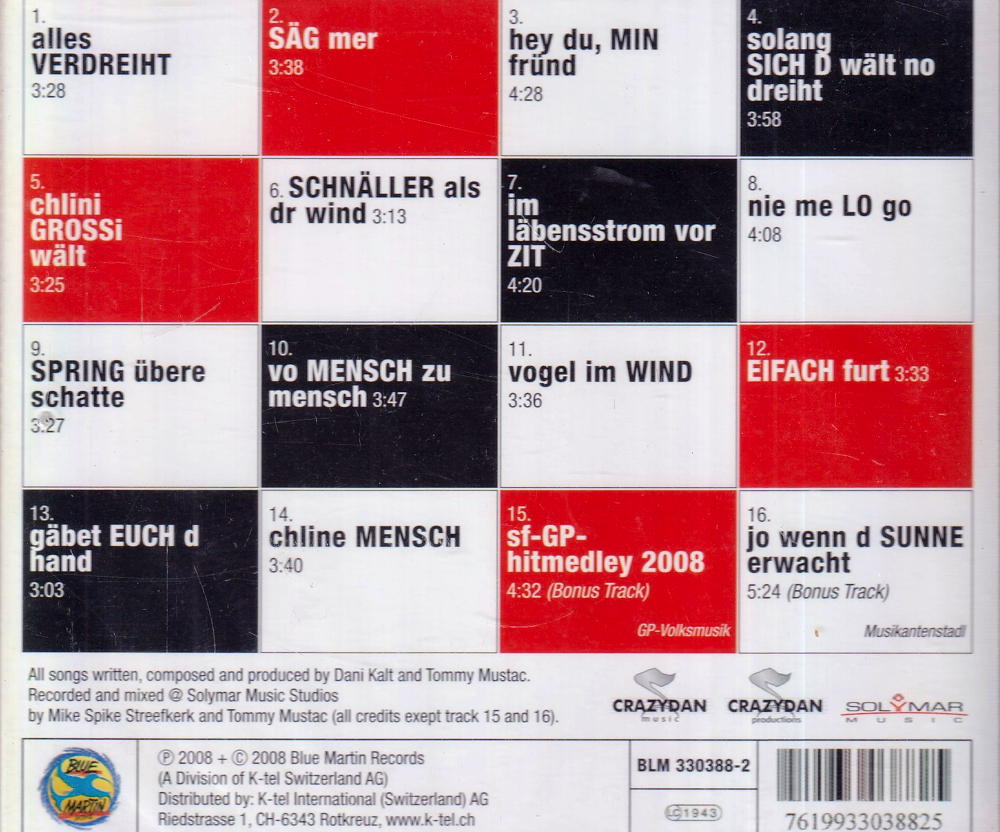 1.
alles
VERDREIHT
3:28
2.
SÄG mer
3:38
3.
hey du, MIN
fründ
4:28
4.
solang
SICH D wält no
dreiht
3:58
5.
chlini
GROSSi
wält
3:25
6. SCHNÄLLER als
dr wind 3:13
7.
im
läbensstrom vor
ZIT
4:20
8.
nie me LO go
4:08
9.
SPRING übere
schatte
3:27
10.
vo MENSCH zu
mensch 3:47
11.
vogel im WIND
3:36
12.
EIFACH furt 3:33
13.
gäbet EUCH d
hand
3:03
14.
chline MENSCH
3:40
15.
sf-GP-
hitmedley 2008
4:32 (Bonus Track)
GP-Volksmusik
16.
jo wenn d SUNNE
erwacht
5:24 (Bonus Track)
Musikantenstadl
All songs written, composed and produced by Dani Kalt and Tommy Mustac.
Recorded and mixed @ Solymar Music Studios
by Mike Spike Streefkerk and Tommy Mustac (all credits exept track 15 and 16).
CRAZYDAN
music
CRAZYDAN
productions
SOLYMAR
MUSIC
BLUE
MARTIN
Ⓟ 2008 + © 2008 Blue Martin Records
(A Division of K-tel Switzerland AG)
Distributed by: K-tel International (Switzerland) AG
Riedstrasse 1, CH-6343 Rotkreuz, www.k-tel.ch
BLM 330388-2
LC 1943
7619933038825